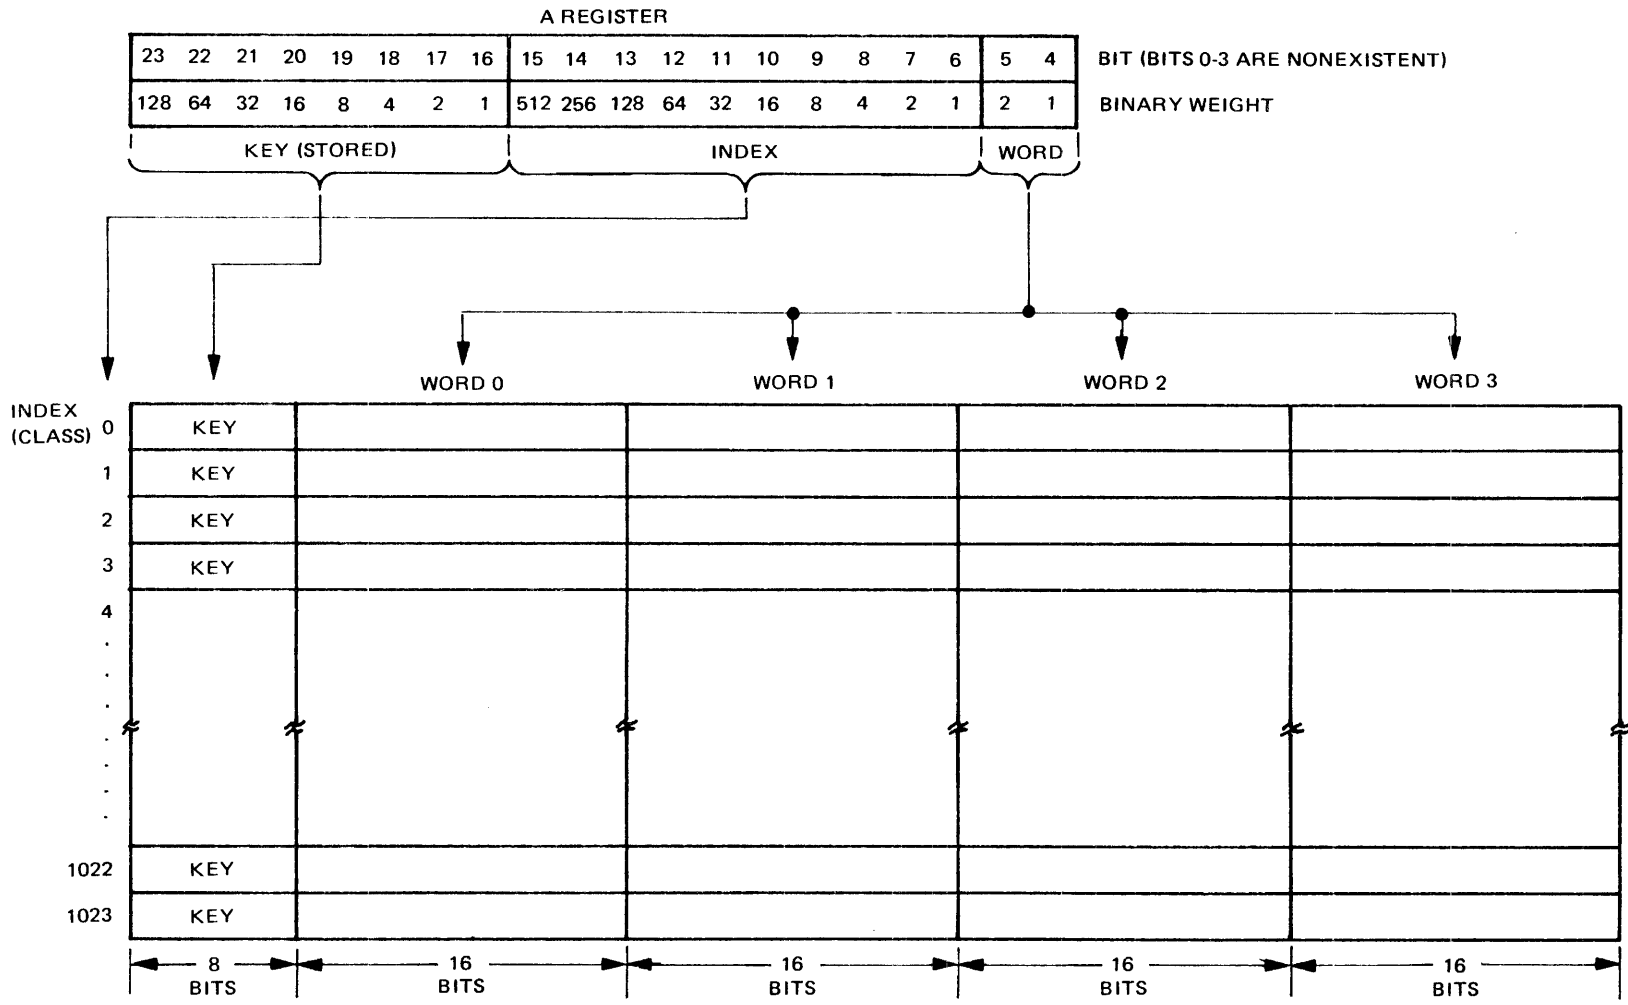 A REGISTER
23 22 21 20 19 18 17 16 15 14 13 12 11 10 9 8 7 6 5 4 BIT (BITS 0-3 ARE NONEXISTENT)
128 64 32 16 8 4 2 1 512 256 128 64 32 16 8 4 2 1 2 1 BINARY WEIGHT
KEY (STORED) INDEX WORD
WORD 0 WORD 1 WORD 2 WORD 3
INDEX
(CLASS) 0 KEY
1 KEY
2 KEY
3 KEY
4
.
.
.
.
.
.
.
1022 KEY
1023 KEY
8 16 16 16 16
BITS BITS BITS BITS BITS